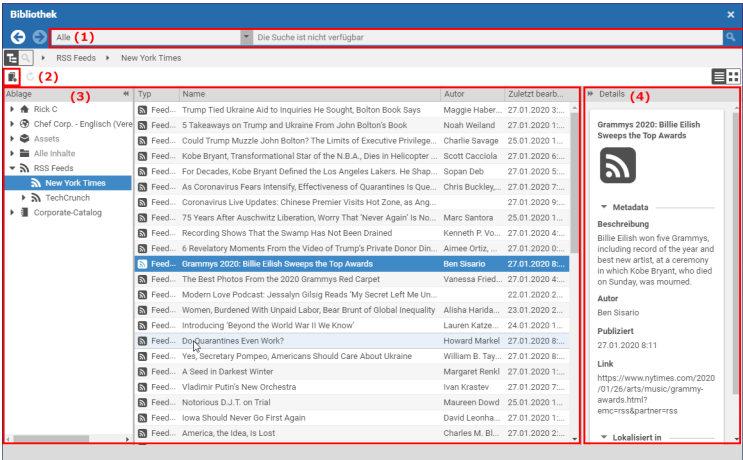 Bibliothek
Alle (1) Die Suche ist nicht verfügbar
RSS Feeds New York Times
(2)
Ablage (3) Typ Name Autor Zuletzt bearb... Details (4)
Rick C
Chef Corp. - Englisch (Vere
Assets
Alle Inhalte
RSS Feeds
New York Times
TechCrunch
Corporate-Catalog
Feed... Trump Tied Ukraine Aid to Inquiries He Sought, Bolton Book Says Maggie Haber... 27.01.2020 3:...
Feed... 5 Takeaways on Trump and Ukraine From John Bolton's Book Noah Weiland 27.01.2020 1:...
Feed... Could Trump Muzzle John Bolton? The Limits of Executive Privilege... Charlie Savage 25.01.2020 1...
Feed... Kobe Bryant, Transformational Star of the N.B.A., Dies in Helicopter ... Scott Cacciola 27.01.2020 6:...
Feed... For Decades, Kobe Bryant Defined the Los Angeles Lakers. He Shap... Sopan Deb 27.01.2020 5:...
Feed... As Coronavirus Fears Intensify, Effectiveness of Quarantines Is Que... Chris Buckley,... 27.01.2020 7:...
Feed... Coronavirus Live Updates: Chinese Premier Visits Hot Zone, as Ang... 27.01.2020 9:...
Feed... 75 Years After Auschwitz Liberation, Worry That 'Never Again' Is No... Marc Santora 25.01.2020 1...
Feed... Recording Shows That the Swamp Has Not Been Drained Kenneth P. Vo... 27.01.2020 4:...
Feed... 6 Revelatory Moments From the Video of Trump's Private Donor Din... Aimee Ortiz, ... 27.01.2020 0:...
Feed... Grammys 2020: Billie Eilish Sweeps the Top Awards Ben Sisario 27.01.2020 8:...
Feed... The Best Photos From the 2020 Grammys Red Carpet Vanessa Fried... 27.01.2020 4:...
Feed... Modern Love Podcast: Jessalyn Gilsig Reads 'My Secret Left Me Un... 22.01.2020 2...
Feed... Women, Burdened With Unpaid Labor, Bear Brunt of Global Inequality Alisha Harida... 23.01.2020 2...
Feed... Introducing 'Beyond the World War II We Know' Lauren Katze... 24.01.2020 1...
Feed... Do Quarantines Even Work? Howard Markel 27.01.2020 8:...
Feed... Yes, Secretary Pompeo, Americans Should Care About Ukraine William B. Tay... 27.01.2020 8:...
Feed... A Seed in Darkest Winter Margaret Renkl 27.01.2020 1:...
Feed... Vladimir Putin's New Orchestra Ivan Krastev 27.01.2020 7:...
Feed... Notorious D.J.T. on Trial Maureen Dowd 25.01.2020 1...
Feed... Iowa Should Never Go First Again David Leonha... 27.01.2020 1:...
Feed... America, the Idea, Is Lost Charles M. Bl... 27.01.2020 2:...
Grammys 2020: Billie Eilish
Sweeps the Top Awards
Metadata
Beschreibung
Billie Eilish won five Grammys,
including record of the year and
best new artist, at a ceremony
in which Kobe Bryant, who died
on Sunday, was mourned.
Autor
Ben Sisario
Publiziert
27.01.2020 8:11
Link
https://www.nytimes.com/2020
/01/26/arts/music/grammy-
awards.html?
emc=rss&partner=rss
Lokalisiert in